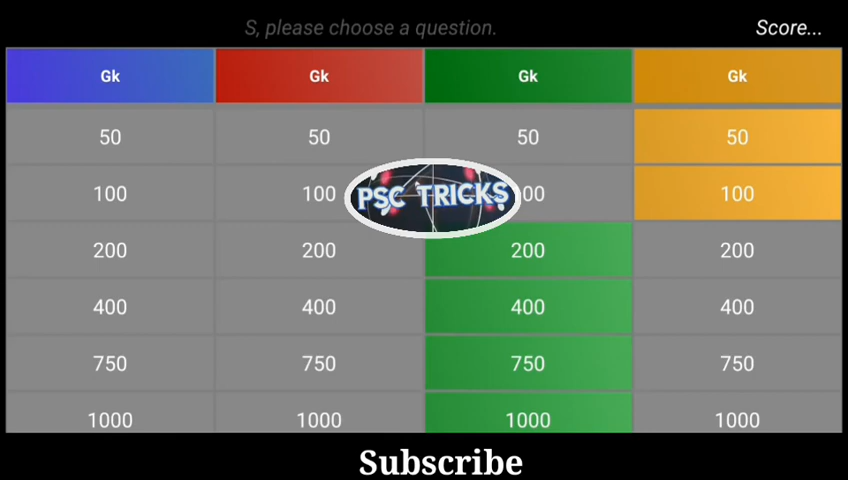 S, please choose a question. Score...
Gk Gk Gk Gk
50 50 50 50
100 100 00 100
PSC TRICKS
200 200 200 200
400 400 400 400
750 750 750 750
1000 1000 1000 1000
Subscribe